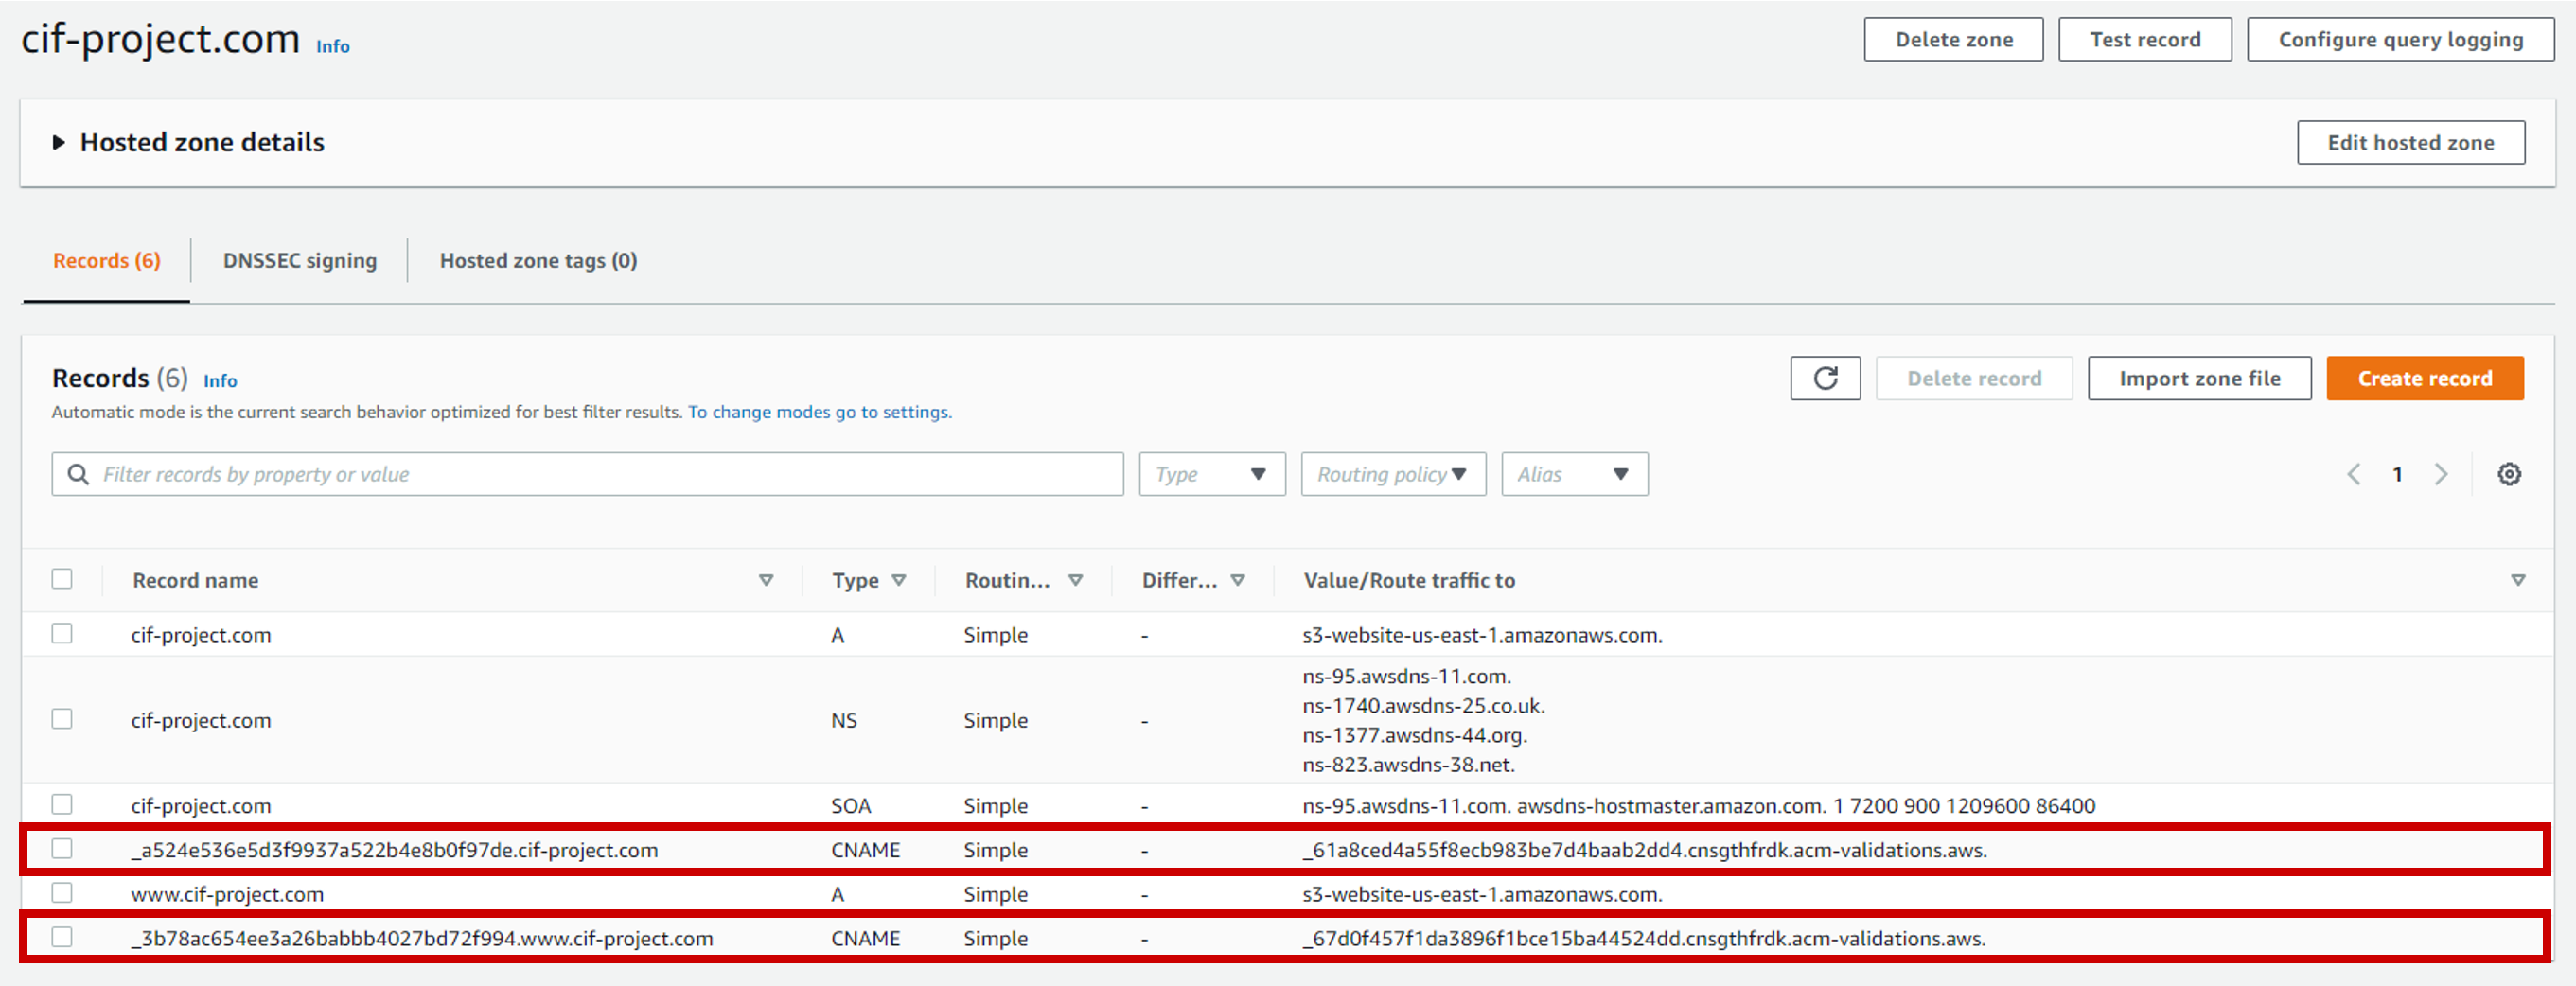 cif-project.com Info
Delete zone Test record Configure query logging
Hosted zone details
Edit hosted zone
Records (6) DNSSEC signing Hosted zone tags (0)
Records (6) Info
Delete record Import zone file Create record
Automatic mode is the current search behavior optimized for best filter results. To change modes go to settings.
Filter records by property or value Type Routing policy Alias 1
Record name Type Routin... Differ... Value/Route traffic to
cif-project.com A Simple - s3-website-us-east-1.amazonaws.com.
ns-95.awsdns-11.com.
ns-1740.awsdns-25.co.uk.
cif-project.com NS Simple -
ns-1377.awsdns-44.org.
ns-823.awsdns-38.net.
cif-project.com SOA Simple - ns-95.awsdns-11.com. awsdns-hostmaster.amazon.com. 1 7200 900 1209600 86400
_a524e536e5d3f9937a522b4e8b0f97de.cif-project.com CNAME Simple - _61a8ced4a55f8ecb983be7d4baab2dd4.cnsgthfrdk.acm-validations.aws.
www.cif-project.com A Simple - s3-website-us-east-1.amazonaws.com.
_3b78ac654ee3a26babbb4027bd72f994.www.cif-project.com CNAME Simple - _67d0f457f1da3896f1bce15ba44524dd.cnsgthfrdk.acm-validations.aws.